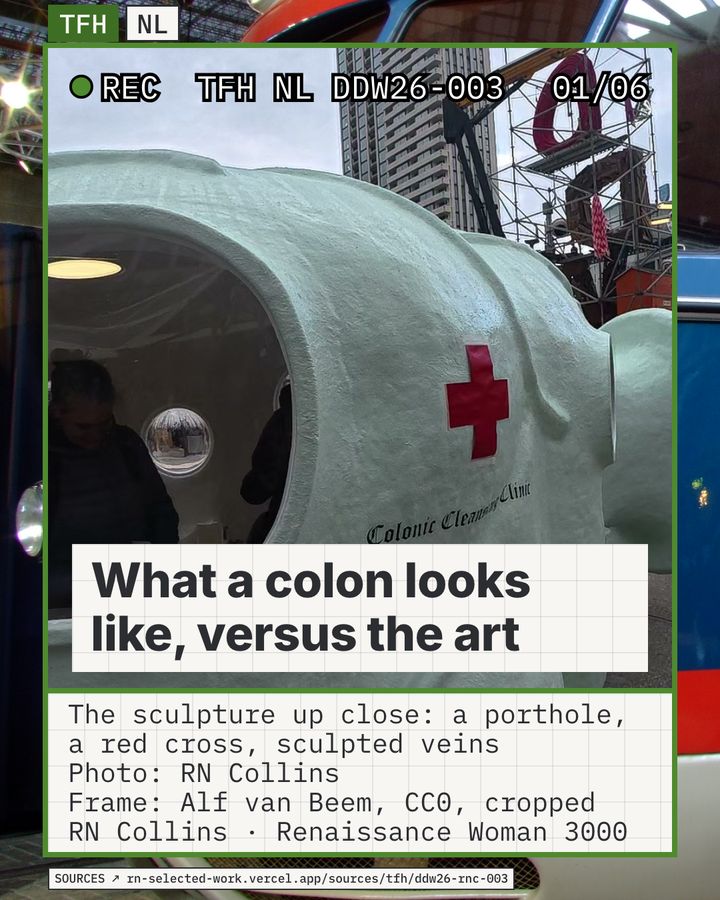 TFH NL
REC TFH NL DDW26-003 01/06
Colonic Cleansing Clinic
What a colon looks
like, versus the art
The sculpture up close: a porthole,
a red cross, sculpted veins
Photo: RN Collins
Frame: Alf van Beem, CC0, cropped
RN Collins · Renaissance Woman 3000
SOURCES ↗ rn-selected-work.vercel.app/sources/tfh/ddw26-rnc-003